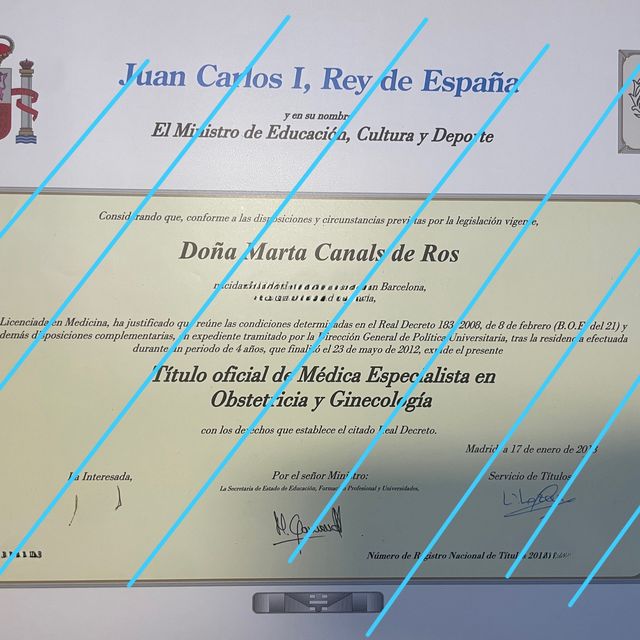 Juan Carlos I, Rey de España
y en su nombre
El Ministro de Educación, Cultura y Deporte
Considerando que, conforme a las disposiciones y circunstancias previstas por la legislación vigente,
Doña Marta Canals de Ros
en Barcelona,
Licenciada en Medicina, ha justificado que reúne las condiciones determinadas en el Real Decreto 183/2008, de 8 de febrero (B.O.E. del 21) y
demás disposiciones complementarias, en expediente tramitado por la Dirección General de Política Universitaria, tras la residencia efectuada
durante un periodo de 4 años, que finalizó el 23 de mayo de 2012, expide el presente
Título oficial de Médica Especialista en
Obstetricia y Ginecología
con los derechos que establece el citado Real Decreto.
Madrid, a 17 de enero de 2013
La Interesada,
Por el señor Ministro:
Servicio de Títulos
La Secretaria de Estado de Educación, Formación Profesional y Universidades,
Número de Registro Nacional de Títulos